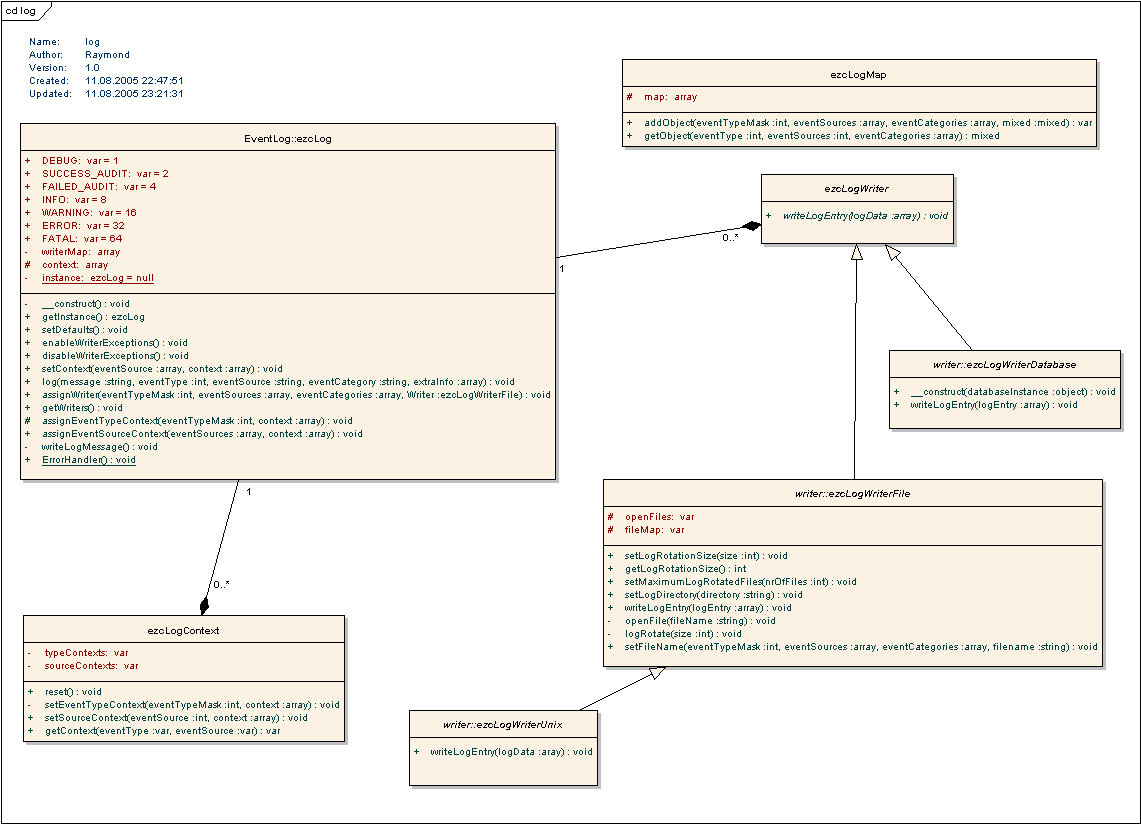 cd log
Name: log
Author: Raymond
Version: 1.0
Created: 11.08.2005 22:47:51
Updated: 11.08.2005 23:21:31
ezcLogMap
# map: array
+ addObject(eventTypeMask :int, eventSources :array, eventCategories :array, mixed :mixed) : var
+ getObject(eventType :int, eventSources :int, eventCategories :array) : mixed
EventLog::ezcLog
+ DEBUG: var = 1
+ SUCCESS_AUDIT: var = 2
+ FAILED_AUDIT: var = 4
+ INFO: var = 8
+ WARNING: var = 16
+ ERROR: var = 32
+ FATAL: var = 64
- writerMap: array
# context: array
- instance: ezcLog = null
- __construct() : void
+ getInstance() : ezcLog
+ setDefaults() : void
+ enableWriterExceptions() : void
+ disableWriterExceptions() : void
+ setContext(eventSource :array, context :array) : void
+ log(message :string, eventType :int, eventSource :string, eventCategory :string, extraInfo :array) : void
+ assignWriter(eventTypeMask :int, eventSources :array, eventCategories :array, Writer :ezcLogWriterFile) : void
+ getWriters() : void
# assignEventTypeContext(eventTypeMask :int, context :array) : void
+ assignEventSourceContext(eventSources :array, context :array) : void
- writeLogMessage() : void
+ ErrorHandler() : void
ezcLogWriter
+ writeLogEntry(logData :array) : void
0..*
1
writer::ezcLogWriterDatabase
+ __construct(databaseInstance :object) : void
+ writeLogEntry(logEntry :array) : void
1
0..*
writer::ezcLogWriterFile
# openFiles: var
# fileMap: var
+ setLogRotationSize(size :int) : void
+ getLogRotationSize() : int
+ setMaximumLogRotatedFiles(nrOfFiles :int) : void
+ setLogDirectory(directory :string) : void
+ writeLogEntry(logEntry :array) : void
- openFile(fileName :string) : void
- logRotate(size :int) : void
+ setFileName(eventTypeMask :int, eventSources :array, eventCategories :array, filename :string) : void
ezcLogContext
- typeContexts: var
- sourceContexts: var
+ reset() : void
- setEventTypeContext(eventTypeMask :int, context :array) : void
+ setSourceContext(eventSource :int, context :array) : void
+ getContext(eventType :var, eventSource :var) : var
writer::ezcLogWriterUnix
+ writeLogEntry(logData :aray) : void